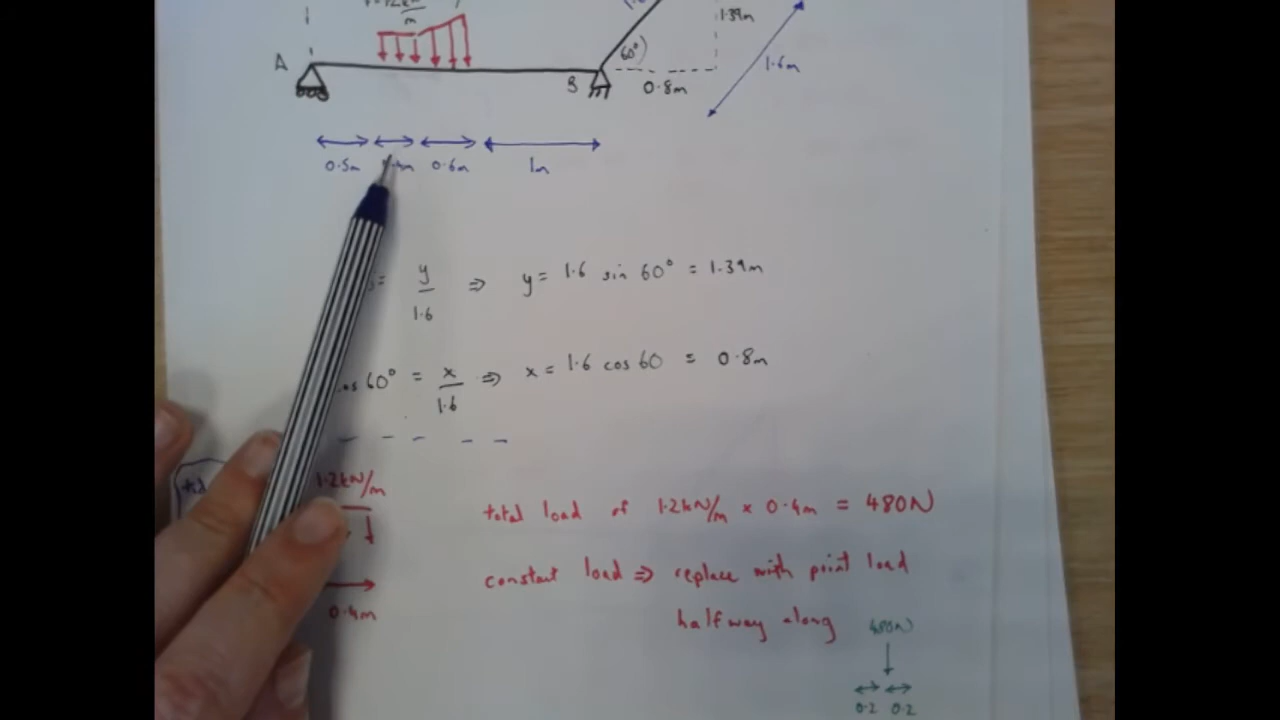 1.39m
m
A
60°
B
0.8m
1.6m
0.5m 0.6m 1m
= y/1.6 ⇒ y = 1.6 sin 60° = 1.39m
cos 60° = x/1.6 ⇒ x = 1.6 cos 60 = 0.8m
1.2kN/m
total load of 1.2kN/m × 0.4m = 480N
constant load ⇒ replace with point load
0.4m
halfway along
480N
0.2 0.2